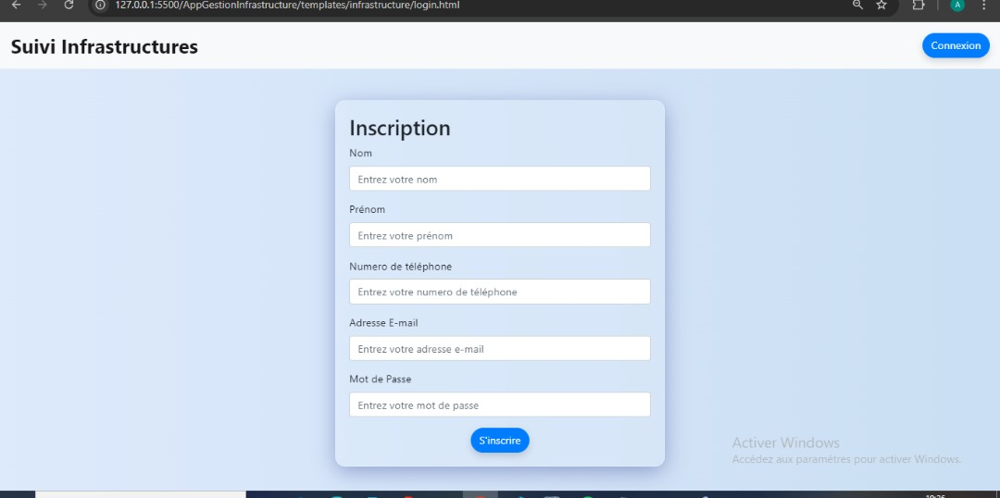 127.0.0.1:5500/AppGestionInfrastructure/templates/infrastructure/login.html
A
Suivi Infrastructures
Connexion
Inscription
Nom
Entrez votre nom
Prénom
Entrez votre prénom
Numero de téléphone
Entrez votre numero de téléphone
Adresse E-mail
Entrez votre adresse e-mail
Mot de Passe
Entrez votre mot de passe
S'inscrire
Activer Windows
Accédez aux paramètres pour activer Windows.